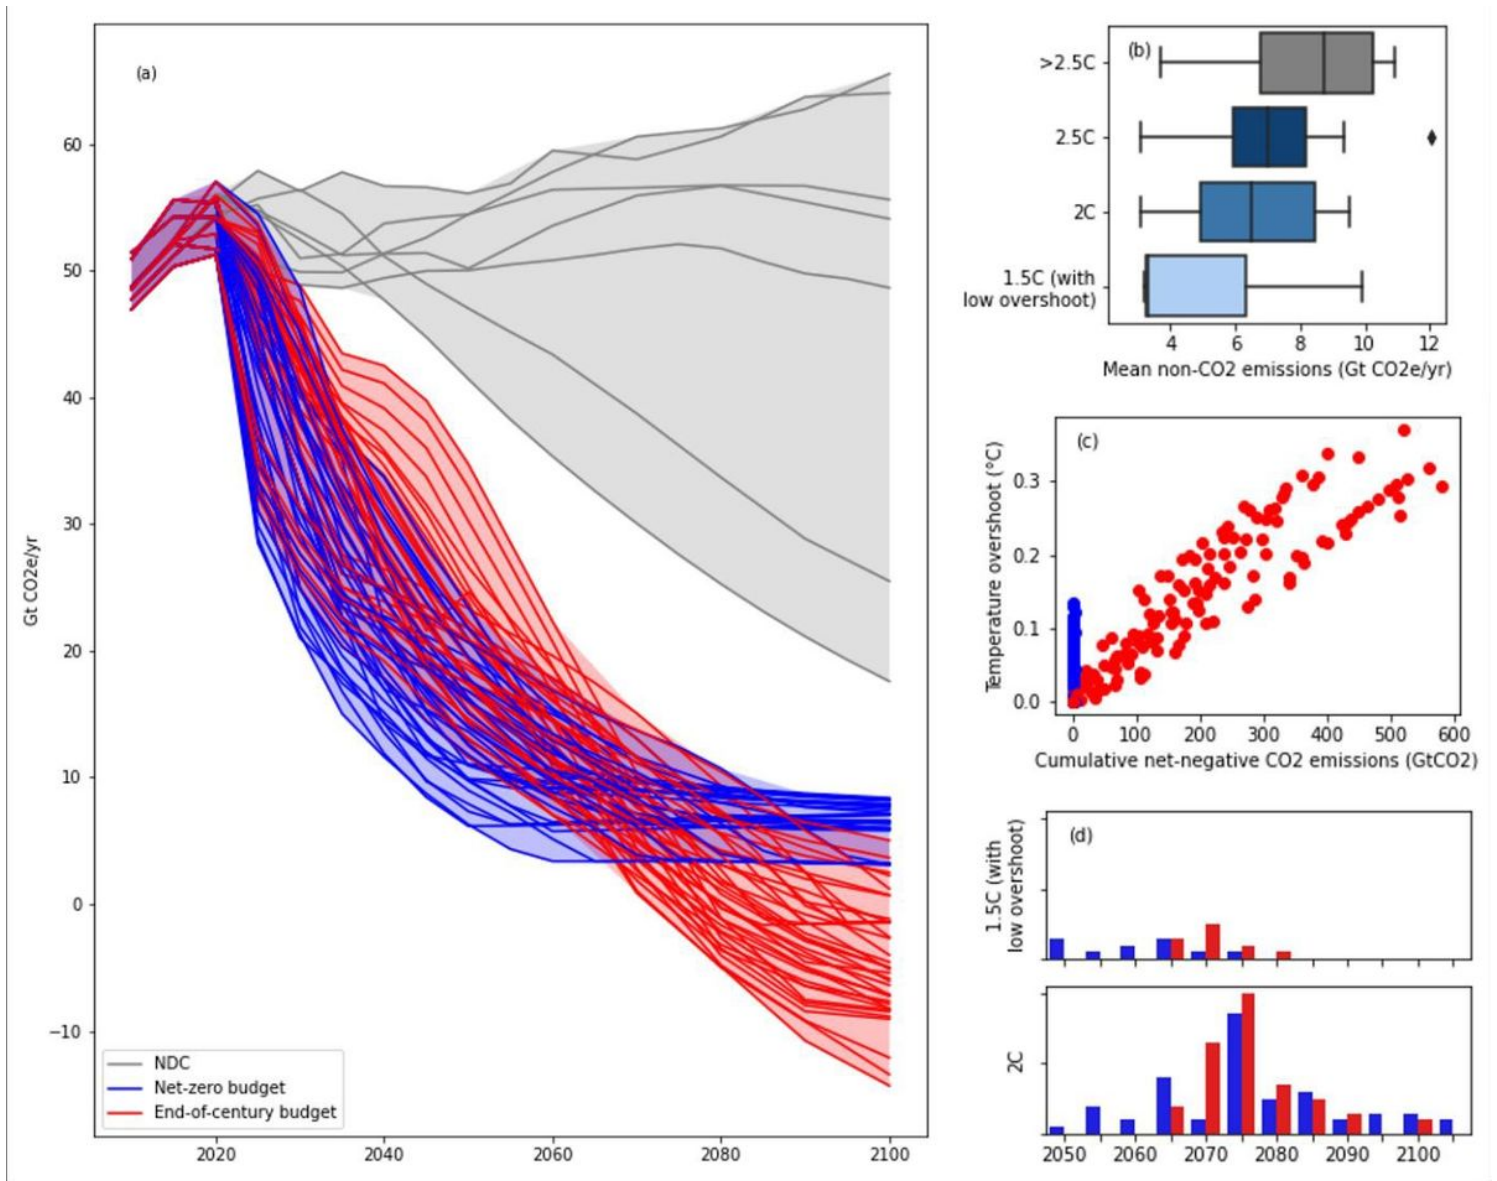 (a)
Gt CO2e/yr
60
50
40
30
20
10
0
−10
NDC
Net-zero budget
End-of-century budget
2020
2040
2060
2080
2100
(b)
>2.5C
2.5C
2C
1.5C (with
low overshoot)
4
6
8
10
12
Mean non-CO2 emissions (Gt CO2e/yr)
(c)
Temperature overshoot (°C)
0.3
0.2
0.1
0.0
0
100
200
300
400
500
600
Cumulative net-negative CO2 emissions (GtCO2)
(d)
1.5C (with
low overshoot)
2C
2050
2060
2070
2080
2090
2100